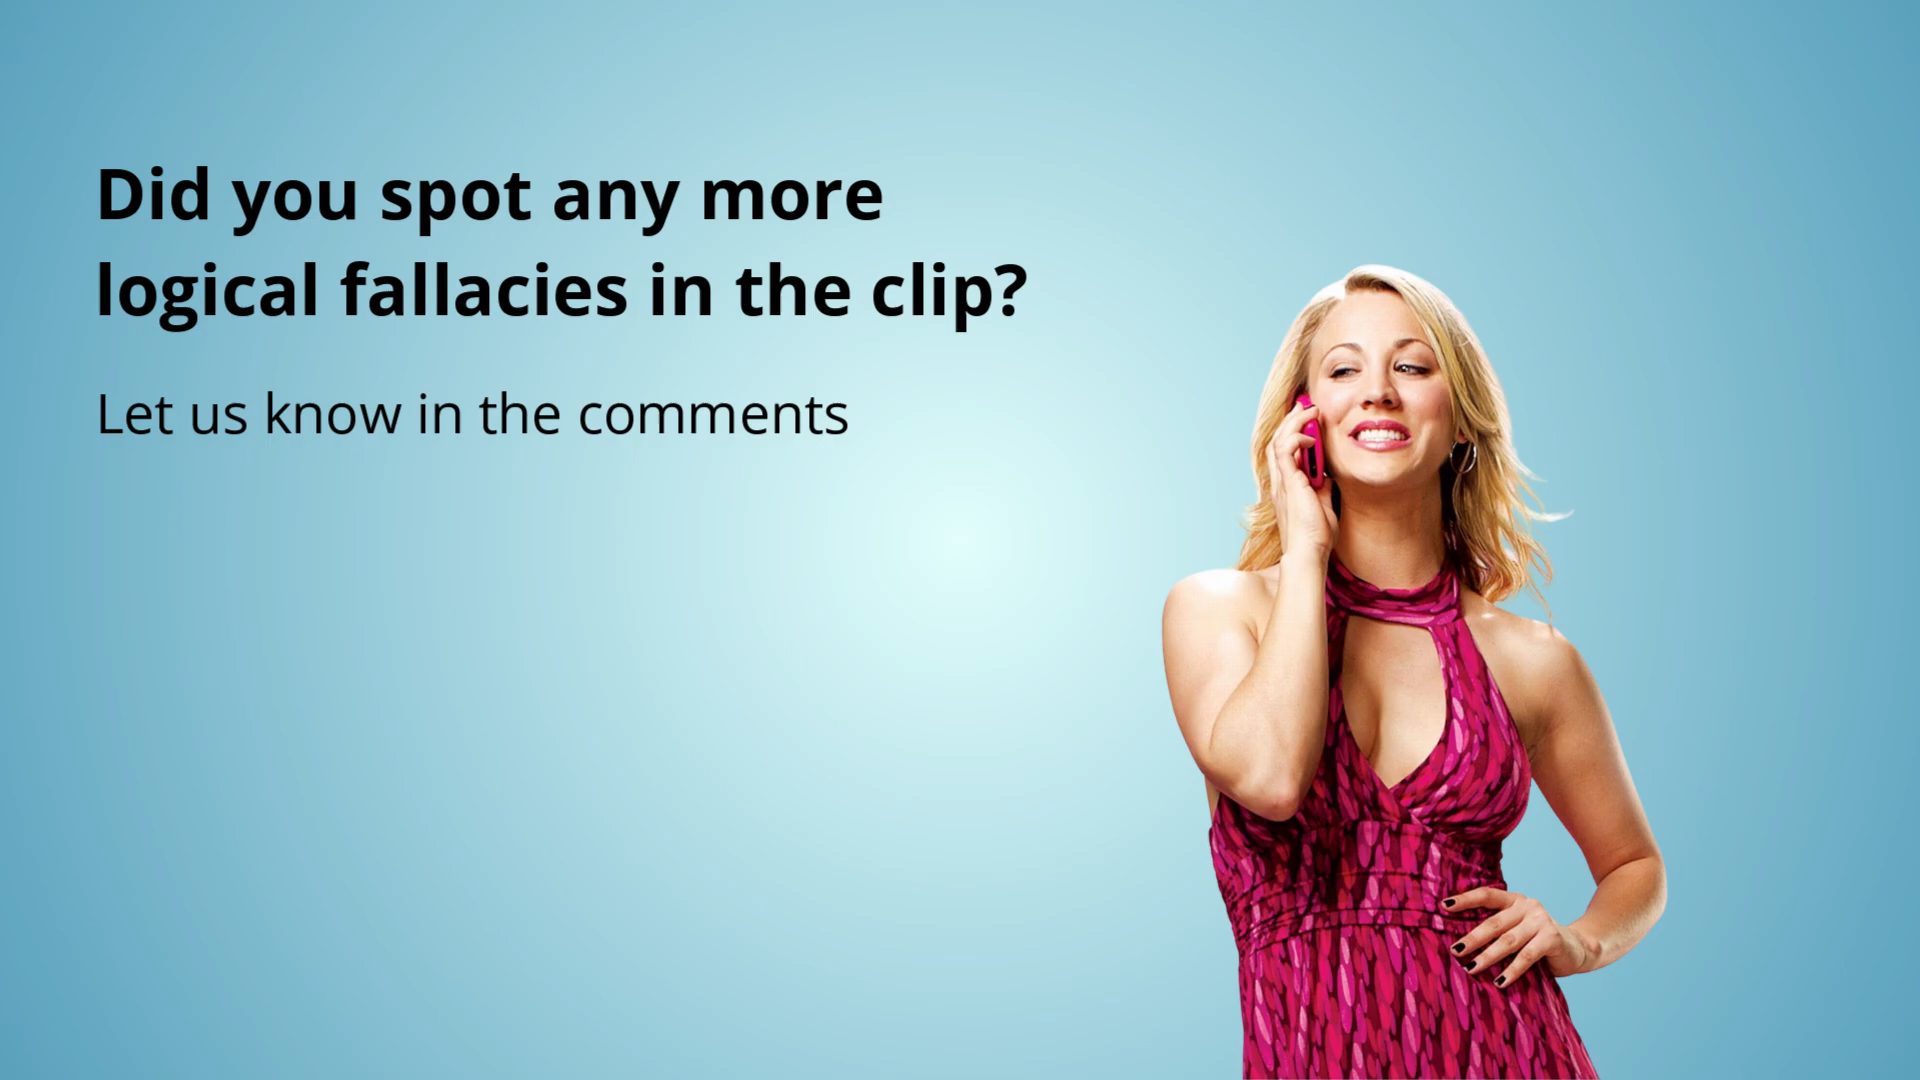 Did you spot any more
logical fallacies in the clip?
Let us know in the comments